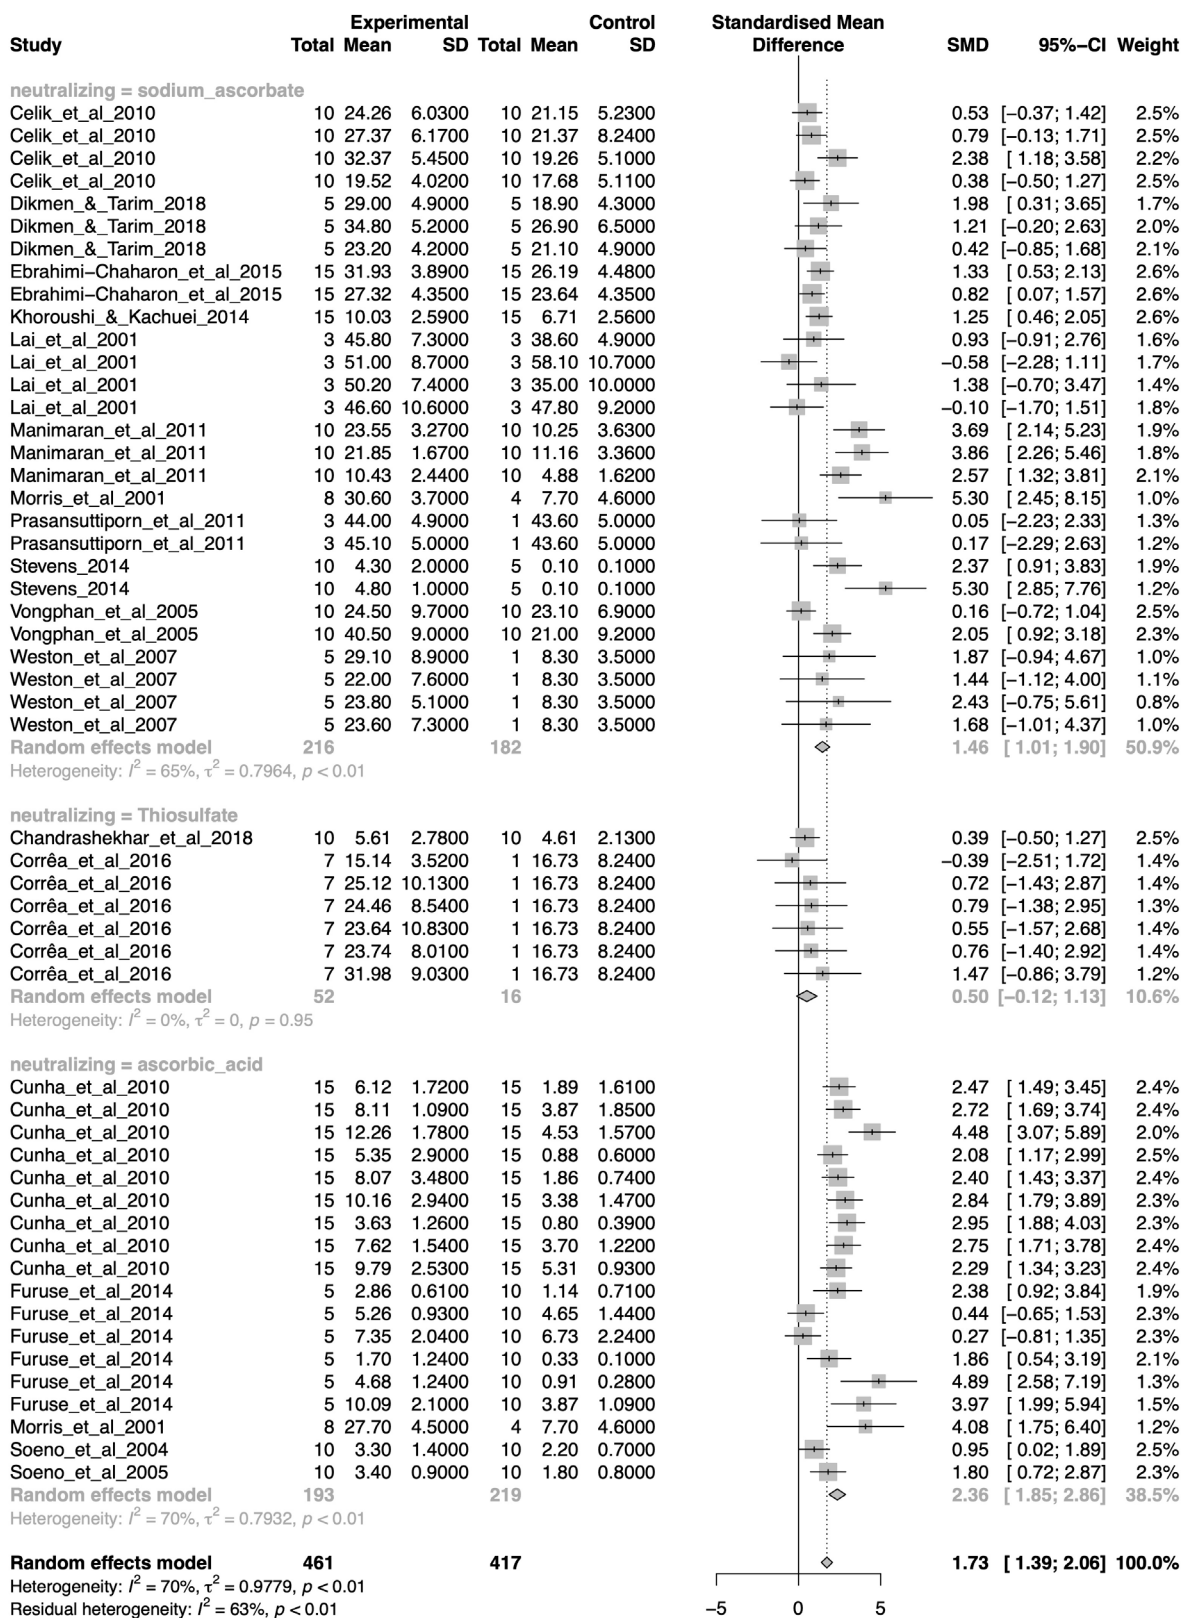 Experimental Control Standardised Mean
Study Total Mean SD Total Mean SD Difference SMD 95%−CI Weight
neutralizing = sodium_ascorbate
Celik_et_al_2010 10 24.26 6.0300 10 21.15 5.2300 0.53 [−0.37; 1.42] 2.5%
Celik_et_al_2010 10 27.37 6.1700 10 21.37 8.2400 0.79 [−0.13; 1.71] 2.5%
Celik_et_al_2010 10 32.37 5.4500 10 19.26 5.1000 2.38 [ 1.18; 3.58] 2.2%
Celik_et_al_2010 10 19.52 4.0200 10 17.68 5.1100 0.38 [−0.50; 1.27] 2.5%
Dikmen_&_Tarim_2018 5 29.00 4.9000 5 18.90 4.3000 1.98 [ 0.31; 3.65] 1.7%
Dikmen_&_Tarim_2018 5 34.80 5.2000 5 26.90 6.5000 1.21 [−0.20; 2.63] 2.0%
Dikmen_&_Tarim_2018 5 23.20 4.2000 5 21.10 4.9000 0.42 [−0.85; 1.68] 2.1%
Ebrahimi−Chaharon_et_al_2015 15 31.93 3.8900 15 26.19 4.4800 1.33 [ 0.53; 2.13] 2.6%
Ebrahimi−Chaharon_et_al_2015 15 27.32 4.3500 15 23.64 4.3500 0.82 [ 0.07; 1.57] 2.6%
Khoroushi_&_Kachuei_2014 15 10.03 2.5900 15 6.71 2.5600 1.25 [ 0.46; 2.05] 2.6%
Lai_et_al_2001 3 45.80 7.3000 3 38.60 4.9000 0.93 [−0.91; 2.76] 1.6%
Lai_et_al_2001 3 51.00 8.7000 3 58.10 10.7000 −0.58 [−2.28; 1.11] 1.7%
Lai_et_al_2001 3 50.20 7.4000 3 35.00 10.0000 1.38 [−0.70; 3.47] 1.4%
Lai_et_al_2001 3 46.60 10.6000 3 47.80 9.2000 −0.10 [−1.70; 1.51] 1.8%
Manimaran_et_al_2011 10 23.55 3.2700 10 10.25 3.6300 3.69 [ 2.14; 5.23] 1.9%
Manimaran_et_al_2011 10 21.85 1.6700 10 11.16 3.3600 3.86 [ 2.26; 5.46] 1.8%
Manimaran_et_al_2011 10 10.43 2.4400 10 4.88 1.6200 2.57 [ 1.32; 3.81] 2.1%
Morris_et_al_2001 8 30.60 3.7000 4 7.70 4.6000 5.30 [ 2.45; 8.15] 1.0%
Prasansuttiporn_et_al_2011 3 44.00 4.9000 1 43.60 5.0000 0.05 [−2.23; 2.33] 1.3%
Prasansuttiporn_et_al_2011 3 45.10 5.0000 1 43.60 5.0000 0.17 [−2.29; 2.63] 1.2%
Stevens_2014 10 4.30 2.0000 5 0.10 0.1000 2.37 [ 0.91; 3.83] 1.9%
Stevens_2014 10 4.80 1.0000 5 0.10 0.1000 5.30 [ 2.85; 7.76] 1.2%
Vongphan_et_al_2005 10 24.50 9.7000 10 23.10 6.9000 0.16 [−0.72; 1.04] 2.5%
Vongphan_et_al_2005 10 40.50 9.0000 10 21.00 9.2000 2.05 [ 0.92; 3.18] 2.3%
Weston_et_al_2007 5 29.10 8.9000 1 8.30 3.5000 1.87 [−0.94; 4.67] 1.0%
Weston_et_al_2007 5 22.00 7.6000 1 8.30 3.5000 1.44 [−1.12; 4.00] 1.1%
Weston_et_al_2007 5 23.80 5.1000 1 8.30 3.5000 2.43 [−0.75; 5.61] 0.8%
Weston_et_al_2007 5 23.60 7.3000 1 8.30 3.5000 1.68 [−1.01; 4.37] 1.0%
Random effects model 216 182 1.46 [ 1.01; 1.90] 50.9%
Heterogeneity: I² = 65%, τ² = 0.7964, p < 0.01
neutralizing = Thiosulfate
Chandrashekhar_et_al_2018 10 5.61 2.7800 10 4.61 2.1300 0.39 [−0.50; 1.27] 2.5%
Corrêa_et_al_2016 7 15.14 3.5200 1 16.73 8.2400 −0.39 [−2.51; 1.72] 1.4%
Corrêa_et_al_2016 7 25.12 10.1300 1 16.73 8.2400 0.72 [−1.43; 2.87] 1.4%
Corrêa_et_al_2016 7 24.46 8.5400 1 16.73 8.2400 0.79 [−1.38; 2.95] 1.3%
Corrêa_et_al_2016 7 23.64 10.8300 1 16.73 8.2400 0.55 [−1.57; 2.68] 1.4%
Corrêa_et_al_2016 7 23.74 8.0100 1 16.73 8.2400 0.76 [−1.40; 2.92] 1.4%
Corrêa_et_al_2016 7 31.98 9.0300 1 16.73 8.2400 1.47 [−0.86; 3.79] 1.2%
Random effects model 52 16 0.50 [−0.12; 1.13] 10.6%
Heterogeneity: I² = 0%, τ² = 0, p = 0.95
neutralizing = ascorbic_acid
Cunha_et_al_2010 15 6.12 1.7200 15 1.89 1.6100 2.47 [ 1.49; 3.45] 2.4%
Cunha_et_al_2010 15 8.11 1.0900 15 3.87 1.8500 2.72 [ 1.69; 3.74] 2.4%
Cunha_et_al_2010 15 12.26 1.7800 15 4.53 1.5700 4.48 [ 3.07; 5.89] 2.0%
Cunha_et_al_2010 15 5.35 2.9000 15 0.88 0.6000 2.08 [ 1.17; 2.99] 2.5%
Cunha_et_al_2010 15 8.07 3.4800 15 1.86 0.7400 2.40 [ 1.43; 3.37] 2.4%
Cunha_et_al_2010 15 10.16 2.9400 15 3.38 1.4700 2.84 [ 1.79; 3.89] 2.3%
Cunha_et_al_2010 15 3.63 1.2600 15 0.80 0.3900 2.95 [ 1.88; 4.03] 2.3%
Cunha_et_al_2010 15 7.62 1.5400 15 3.70 1.2200 2.75 [ 1.71; 3.78] 2.4%
Cunha_et_al_2010 15 9.79 2.5300 15 5.31 0.9300 2.29 [ 1.34; 3.23] 2.4%
Furuse_et_al_2014 5 2.86 0.6100 10 1.14 0.7100 2.38 [ 0.92; 3.84] 1.9%
Furuse_et_al_2014 5 5.26 0.9300 10 4.65 1.4400 0.44 [−0.65; 1.53] 2.3%
Furuse_et_al_2014 5 7.35 2.0400 10 6.73 2.2400 0.27 [−0.81; 1.35] 2.3%
Furuse_et_al_2014 5 1.70 1.2400 10 0.33 0.1000 1.86 [ 0.54; 3.19] 2.1%
Furuse_et_al_2014 5 4.68 1.2400 10 0.91 0.2800 4.89 [ 2.58; 7.19] 1.3%
Furuse_et_al_2014 5 10.09 2.1000 10 3.87 1.0900 3.97 [ 1.99; 5.94] 1.5%
Morris_et_al_2001 8 27.70 4.5000 4 7.70 4.6000 4.08 [ 1.75; 6.40] 1.2%
Soeno_et_al_2004 10 3.30 1.4000 10 2.20 0.7000 0.95 [ 0.02; 1.89] 2.5%
Soeno_et_al_2005 10 3.40 0.9000 10 1.80 0.8000 1.80 [ 0.72; 2.87] 2.3%
Random effects model 193 219 2.36 [ 1.85; 2.86] 38.5%
Heterogeneity: I² = 70%, τ² = 0.7932, p < 0.01
Random effects model 461 417 1.73 [ 1.39; 2.06] 100.0%
Heterogeneity: I² = 70%, τ² = 0.9779, p < 0.01
Residual heterogeneity: I² = 63%, p < 0.01
−5 0 5